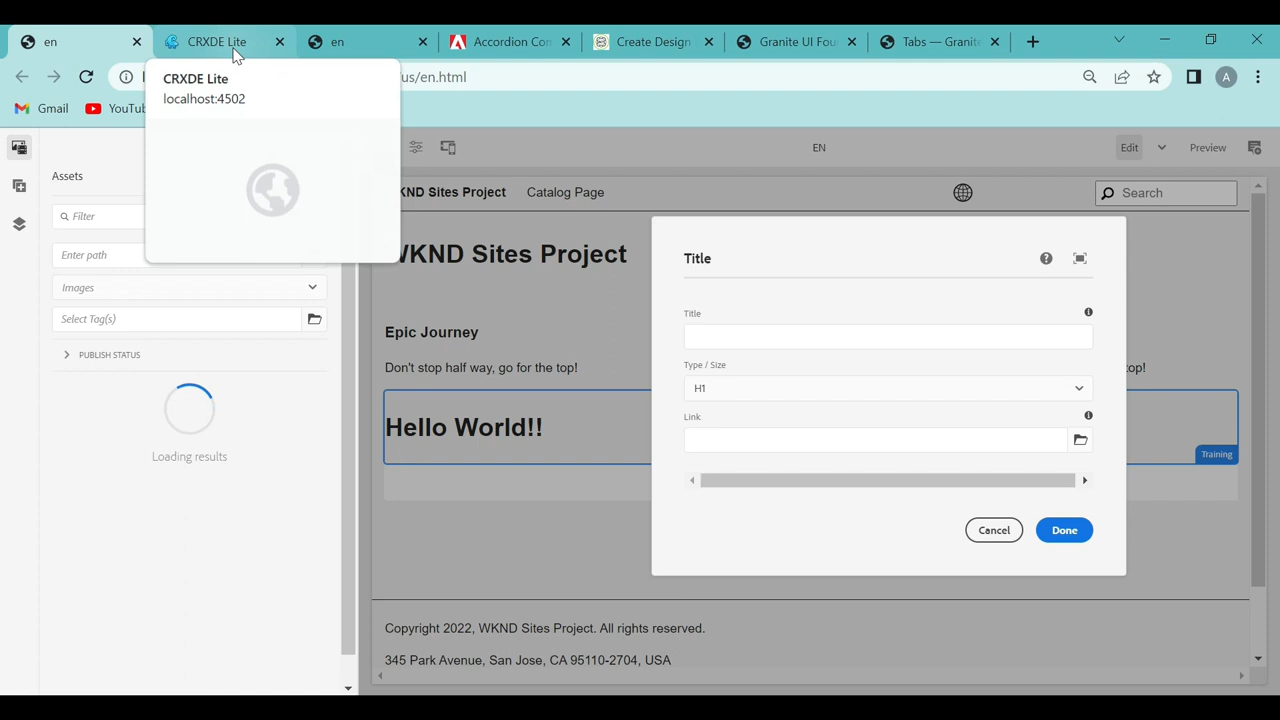 en
CRXDE Lite
en
Accordion Con
Create Design
Granite UI Fou
Tabs — Granite
us/en.html
A
CRXDE Lite
localhost:4502
Gmail
YouTub
EN
Edit
Preview
Assets
Filter
Enter path
Images
Select Tag(s)
PUBLISH STATUS
Loading results
KND Sites Project
Catalog Page
Search
WKND Sites Project
Epic Journey
Don't stop half way, go for the top!
op!
Hello World!!
Training
Title
Title
Type / Size
H1
Link
Cancel
Done
Copyright 2022, WKND Sites Project. All rights reserved.
345 Park Avenue, San Jose, CA 95110-2704, USA